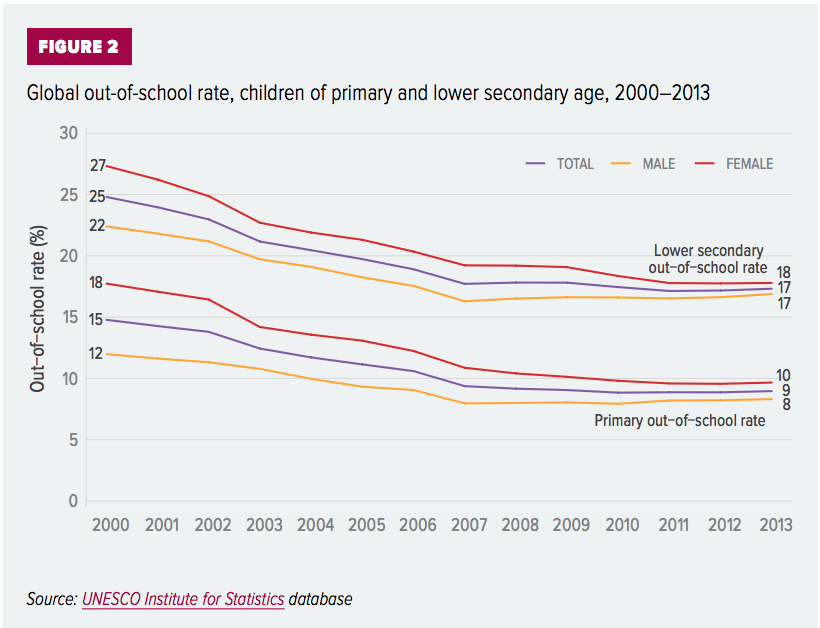 FIGURE 2
Global out-of-school rate, children of primary and lower secondary age, 2000–2013
Out-of-school rate (%)
30
25
20
15
10
5
0
TOTAL MALE FEMALE
27
25
22
18
15
12
Lower secondary
out-of-school rate
18
17
17
10
9
8
Primary out-of-school rate
2000 2001 2002 2003 2004 2005 2006 2007 2008 2009 2010 2011 2012 2013
Source: UNESCO Institute for Statistics database